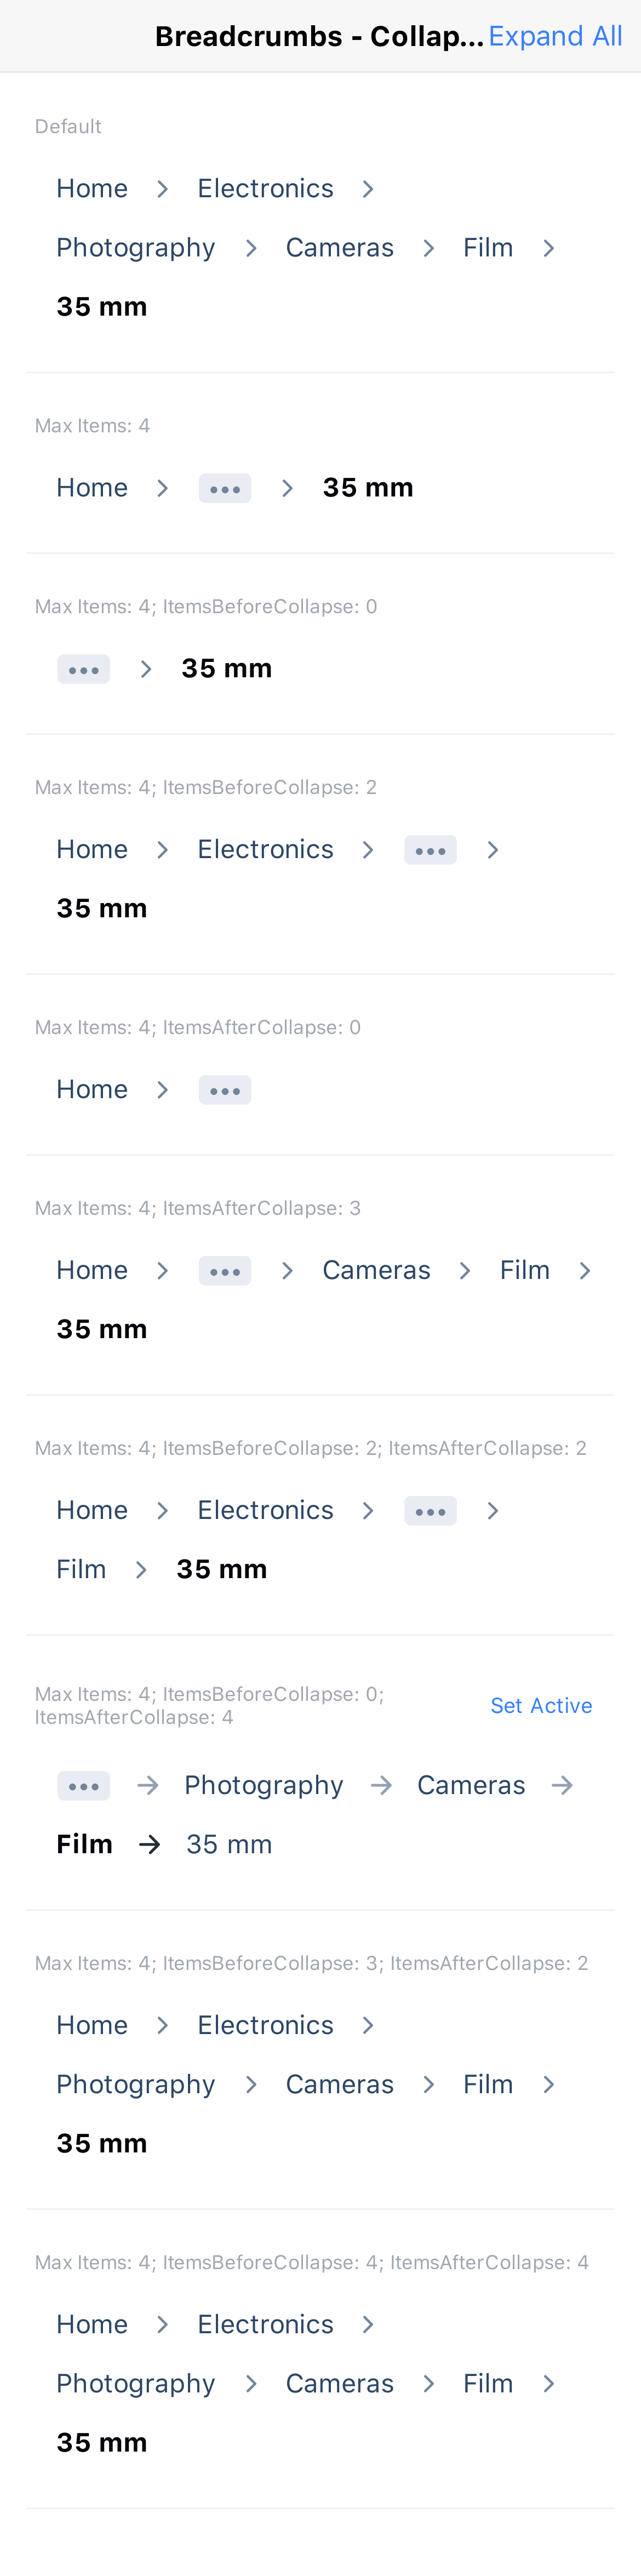 Breadcrumbs - Collap... Expand All
Default
Home > Electronics >
Photography > Cameras > Film >
35 mm
Max Items: 4
Home > ... > 35 mm
Max Items: 4; ItemsBeforeCollapse: 0
... > 35 mm
Max Items: 4; ItemsBeforeCollapse: 2
Home > Electronics > ... >
35 mm
Max Items: 4; ItemsAfterCollapse: 0
Home > ...
Max Items: 4; ItemsAfterCollapse: 3
Home > ... > Cameras > Film >
35 mm
Max Items: 4; ItemsBeforeCollapse: 2; ItemsAfterCollapse: 2
Home > Electronics > ... >
Film > 35 mm
Max Items: 4; ItemsBeforeCollapse: 0;
ItemsAfterCollapse: 4
Set Active
... → Photography → Cameras →
Film → 35 mm
Max Items: 4; ItemsBeforeCollapse: 3; ItemsAfterCollapse: 2
Home > Electronics >
Photography > Cameras > Film >
35 mm
Max Items: 4; ItemsBeforeCollapse: 4; ItemsAfterCollapse: 4
Home > Electronics >
Photography > Cameras > Film >
35 mm